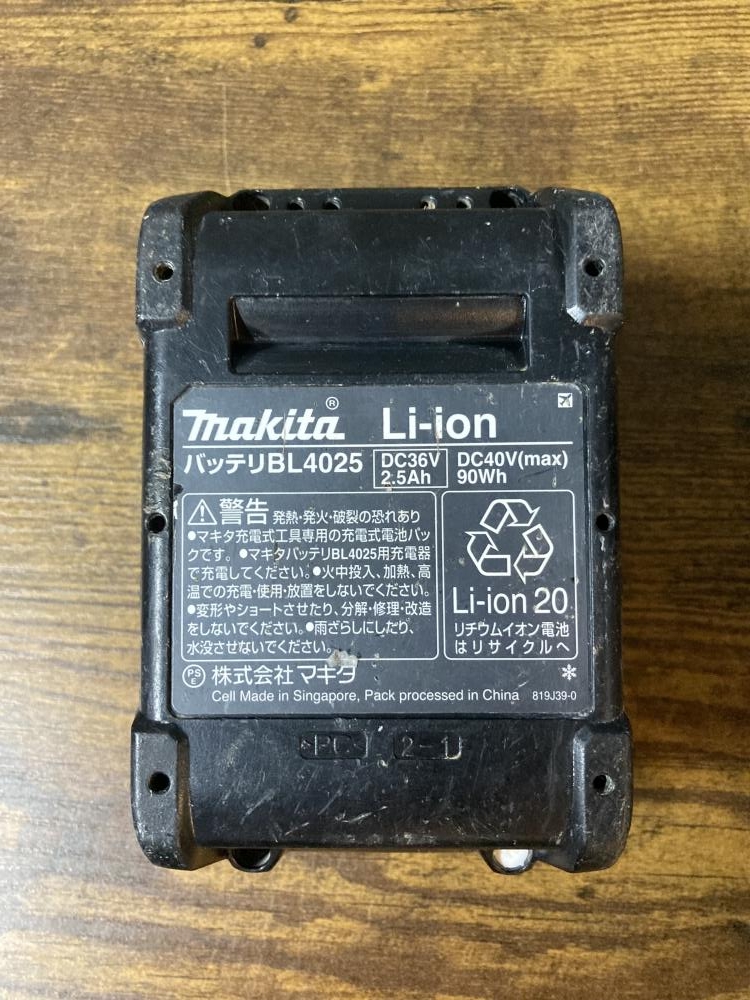 makita® Li-ion
バッテリBL4025 DC36V 2.5Ah DC40V(max) 90Wh
警告 発熱・発火・破裂の恐れあり
●マキタ充電式工具専用の充電式電池パッ
クです。●マキタバッテリBL4025用充電器
で充電してください。●火中投入、加熱、高
温での充電・使用・放置をしないでください。
●変形やショートさせたり、分解・修理・改造
をしないでください。●雨ざらしにしたり、
水没させないでください。
Li-ion 20
リチウムイオン電池
はリサイクルへ
PSE 株式会社 マキタ *
Cell Made in Singapore, Pack processed in China 819J39-0
>PC< 2-1